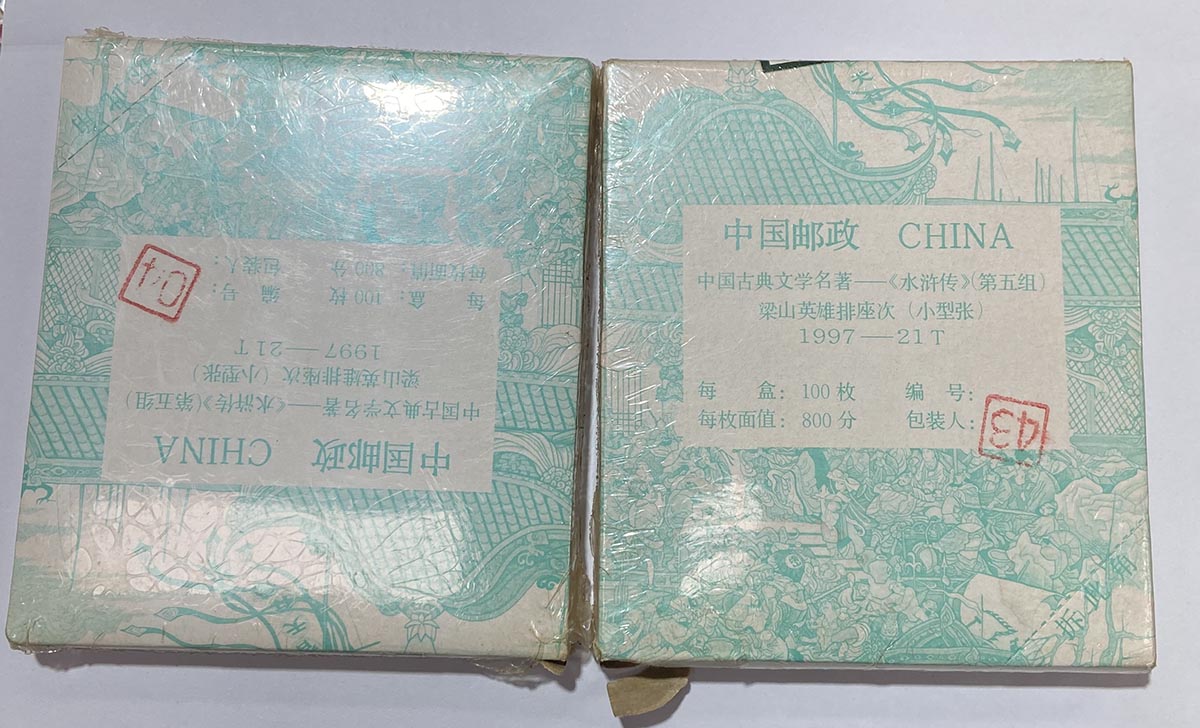 中国邮政 CHINA
中国古典文学名著——《水浒传》(第五组)
梁山英雄排座次 (小型张)
1997—21T
每 盒: 100枚 编 号:
每枚面值: 800分 包装人:
04
中国邮政 CHINA
中国古典文学名著——《水浒传》(第五组)
梁山英雄排座次 (小型张)
1997—21T
每 盒: 100枚 编 号:
每枚面值: 800分 包装人:
43